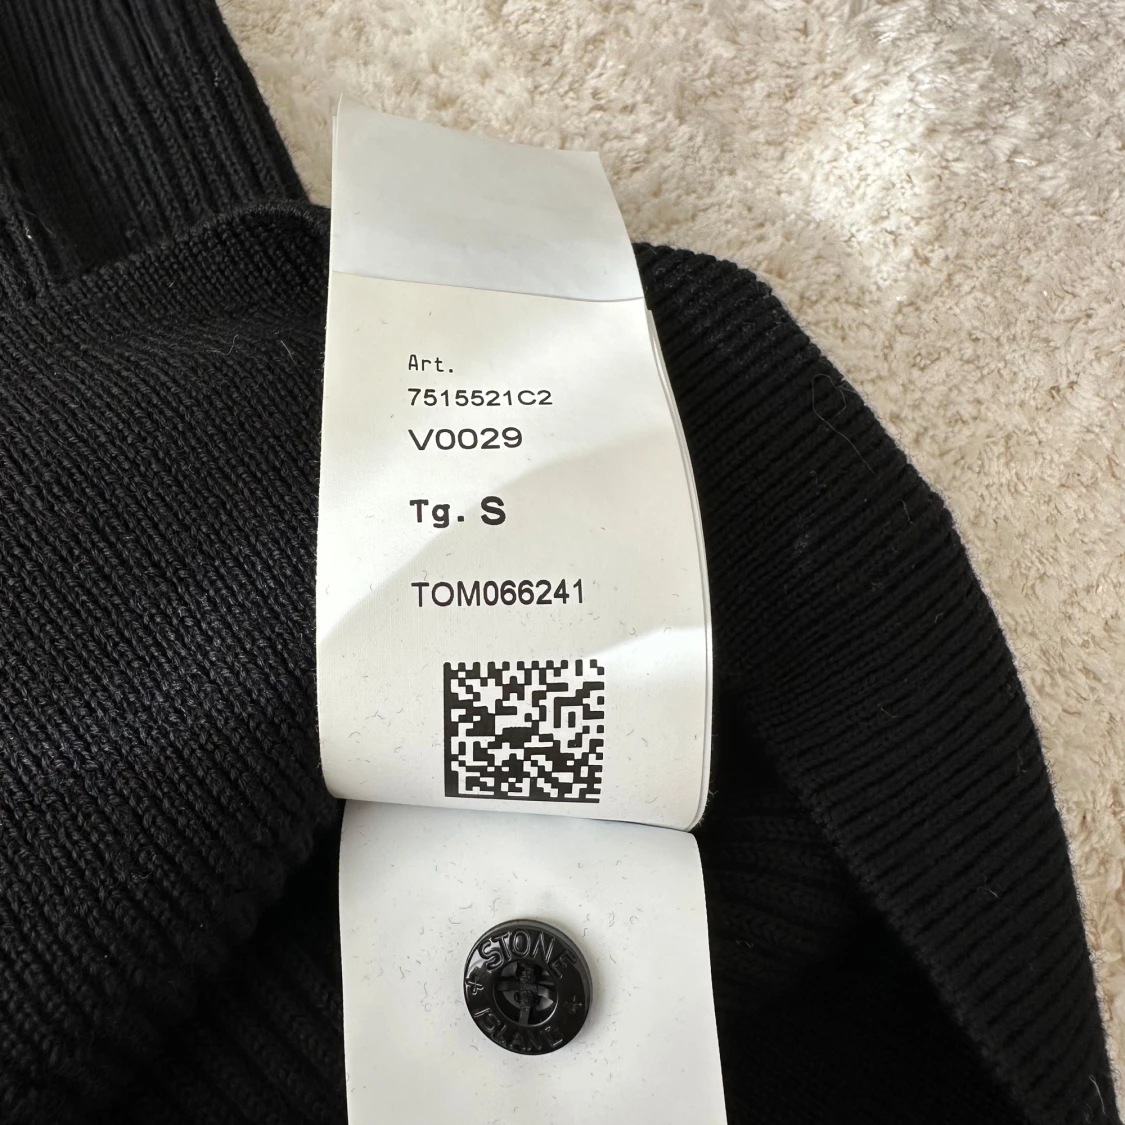 Art.
7515521C2
V0029
Tg. S
TOM066241
STONE
ISLAND